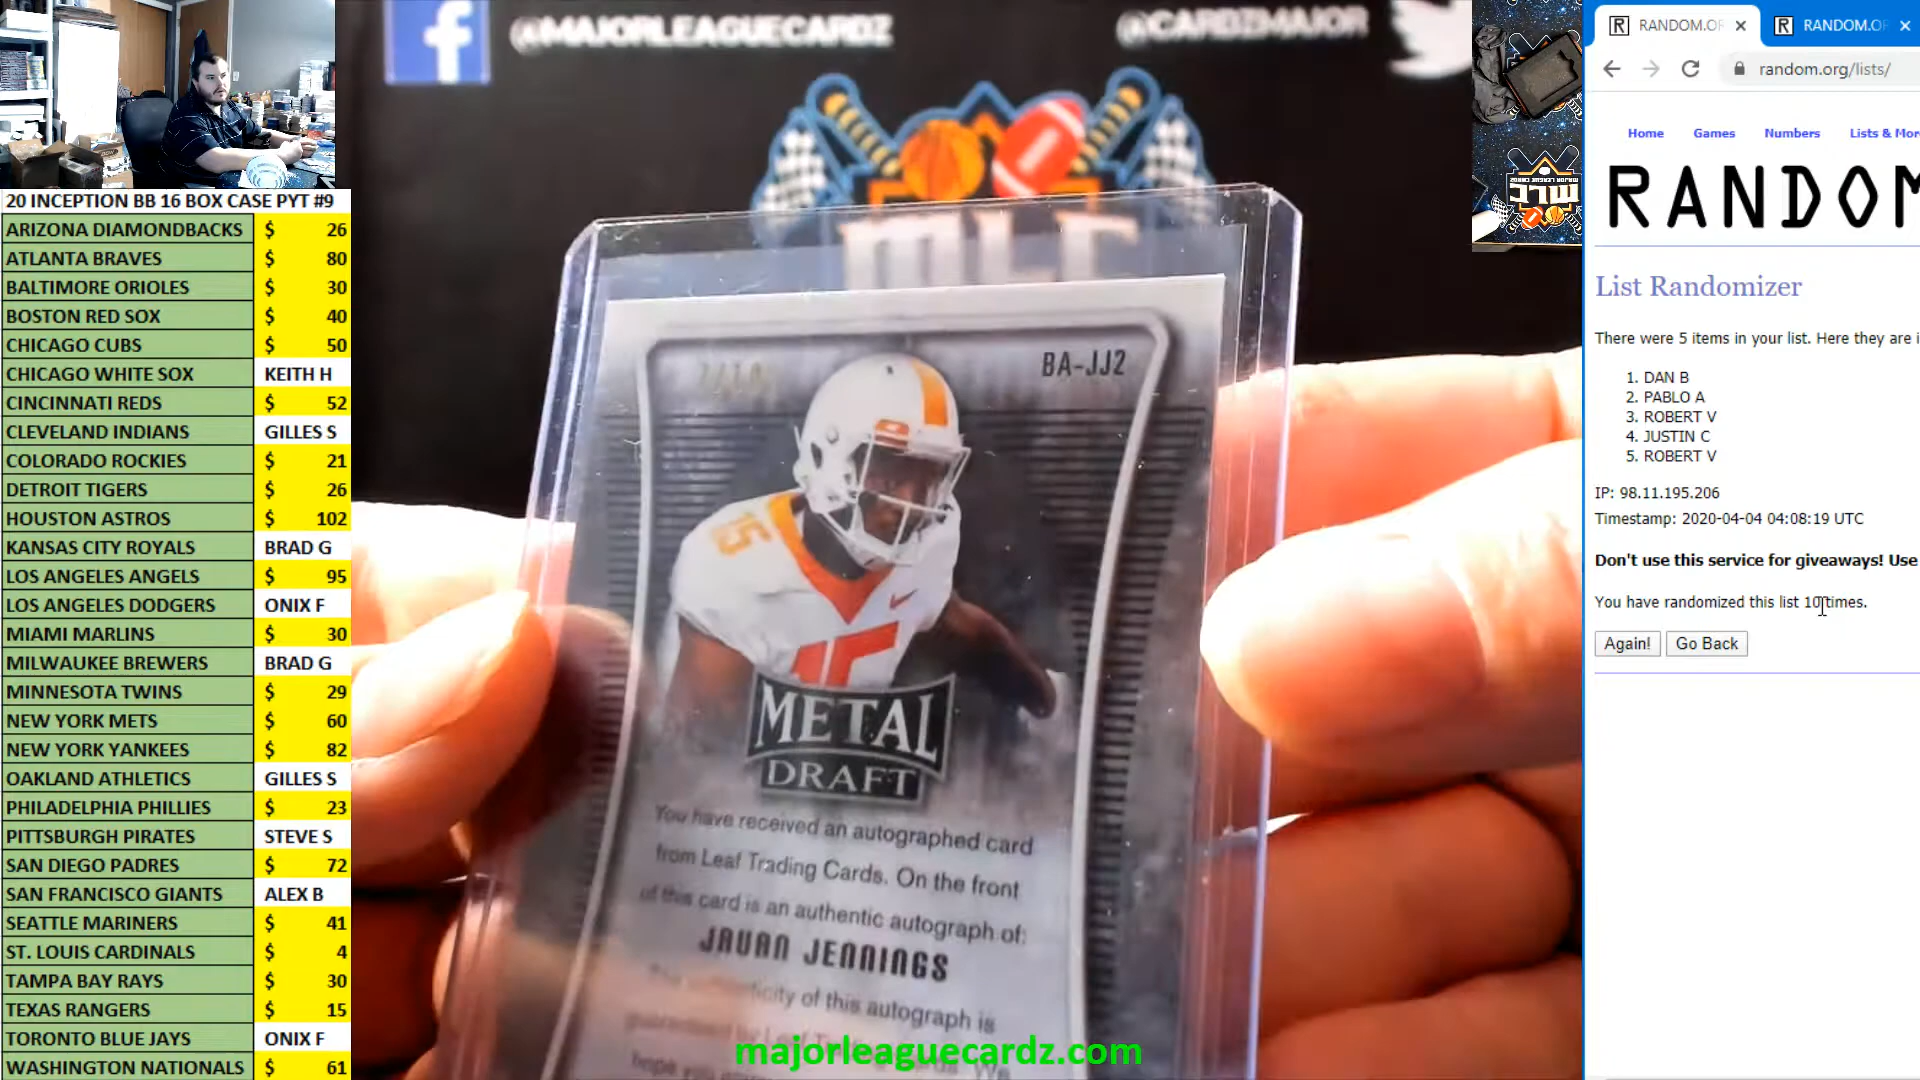 @MAJORLEAGUECARDZ
@CARDZMAJOR
20 INCEPTION BB 16 BOX CASE PYT #9
ARIZONA DIAMONDBACKS $ 26
ATLANTA BRAVES $ 80
BALTIMORE ORIOLES $ 30
BOSTON RED SOX $ 40
CHICAGO CUBS $ 50
CHICAGO WHITE SOX KEITH H
CINCINNATI REDS $ 52
CLEVELAND INDIANS GILLES S
COLORADO ROCKIES $ 21
DETROIT TIGERS $ 26
HOUSTON ASTROS $ 102
KANSAS CITY ROYALS BRAD G
LOS ANGELES ANGELS $ 95
LOS ANGELES DODGERS ONIX F
MIAMI MARLINS $ 30
MILWAUKEE BREWERS BRAD G
MINNESOTA TWINS $ 29
NEW YORK METS $ 60
NEW YORK YANKEES $ 82
OAKLAND ATHLETICS GILLES S
PHILADELPHIA PHILLIES $ 23
PITTSBURGH PIRATES STEVE S
SAN DIEGO PADRES $ 72
SAN FRANCISCO GIANTS ALEX B
SEATTLE MARINERS $ 41
ST. LOUIS CARDINALS $ 4
TAMPA BAY RAYS $ 30
TEXAS RANGERS $ 15
TORONTO BLUE JAYS ONIX F
WASHINGTON NATIONALS $ 61
MLC
BA-JJ2
15
METAL
DRAFT
You have received an autographed card
from Leaf Trading Cards. On the front
of this card is an authentic autograph of:
JAUAN JENNINGS
of this autograph is
majorleaguecardz.com
RANDOM.OR
RANDOM.OR
random.org/lists/
Home Games Numbers Lists & Mor
RANDOM
List Randomizer
There were 5 items in your list. Here they are i
1. DAN B
2. PABLO A
3. ROBERT V
4. JUSTIN C
5. ROBERT V
IP: 98.11.195.206
Timestamp: 2020-04-04 04:08:19 UTC
Don't use this service for giveaways! Use
You have randomized this list 10 times.
Again! Go Back